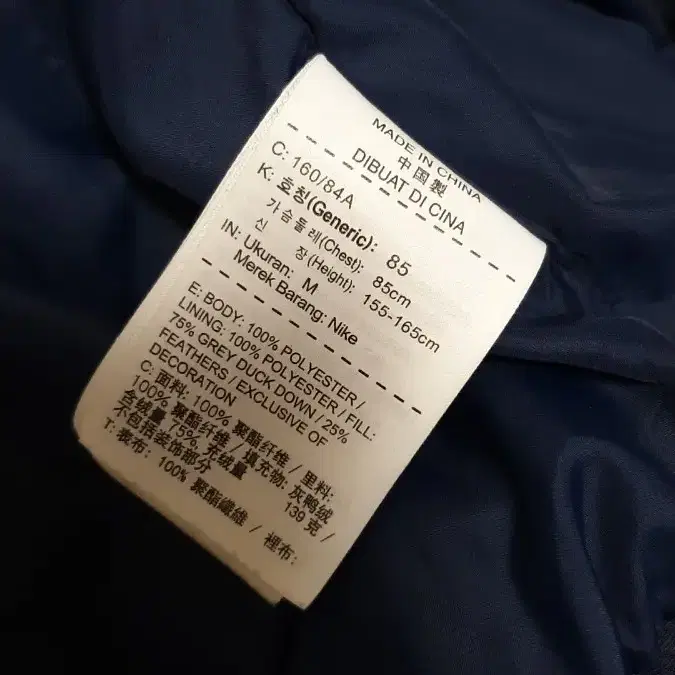 MADE IN CHINA
中国製
DIBUAT DI CINA
C: 160/84A
K: 호칭(Generic): 85
가슴둘레(Chest): 85cm
신 장(Height): 155-165cm
IN: Ukuran: M
Merek Barang: Nike
E: BODY: 100% POLYESTER /
LINING: 100% POLYESTER / FILL:
75% GREY DUCK DOWN / 25%
FEATHERS / EXCLUSIVE OF
DECORATION
C: 面料: 100% 聚酯纤维 / 里料:
100% 聚酯纤维 / 填充物: 灰鸭绒
含绒量 75%, 充绒量 139 克 /
不包括装饰部分
T: 表布: 100% 聚酯纖維 / 裡布: